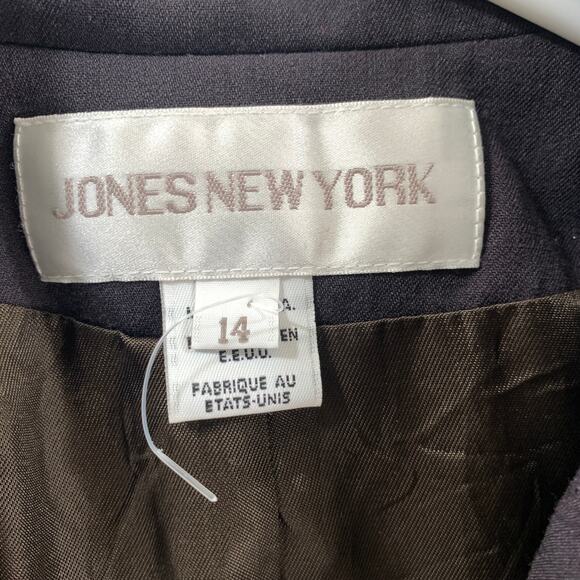 JONES NEW YORK
14
A.
EN
E.E.U.U.
FABRIQUE AU
ETATS-UNIS